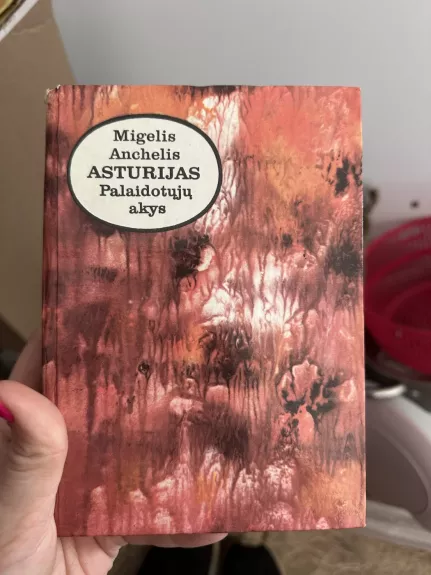 Migelis
Anchelis
ASTURIJAS
Palaidotųjų
akys